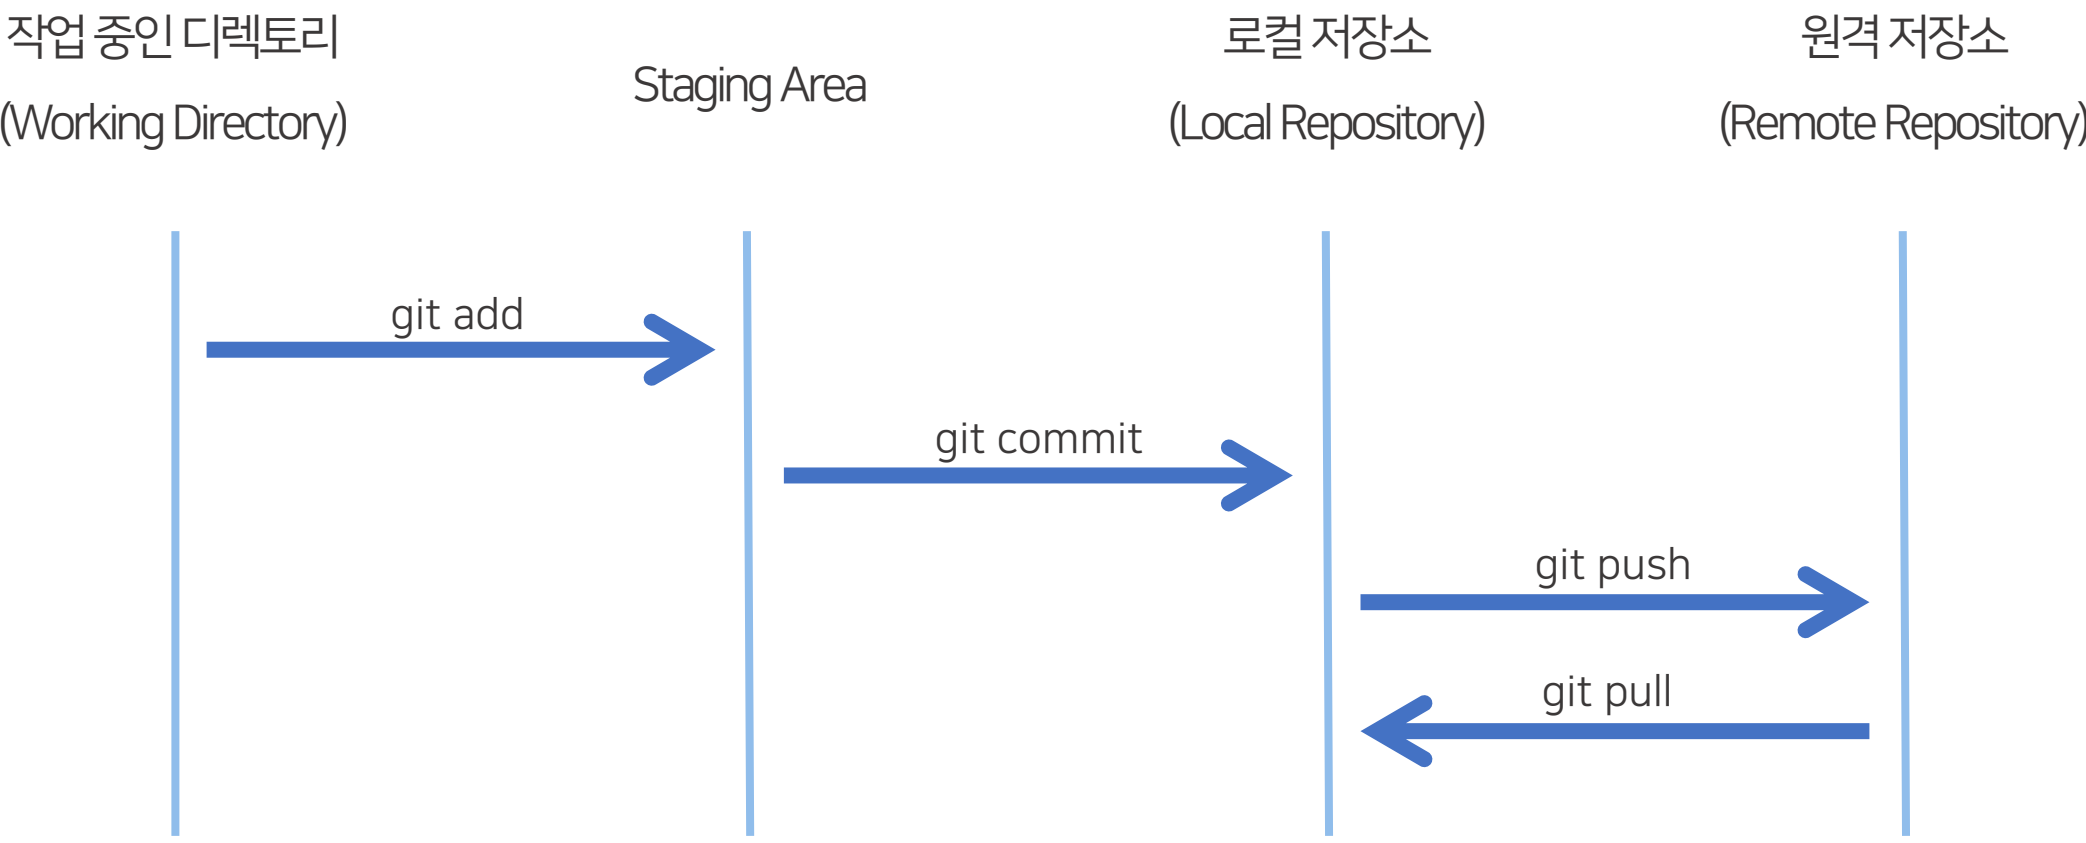 작업 중인 디렉토리
(Working Directory)
Staging Area
로컬 저장소
(Local Repository)
원격 저장소
(Remote Repository)
git add
git commit
git push
git pull